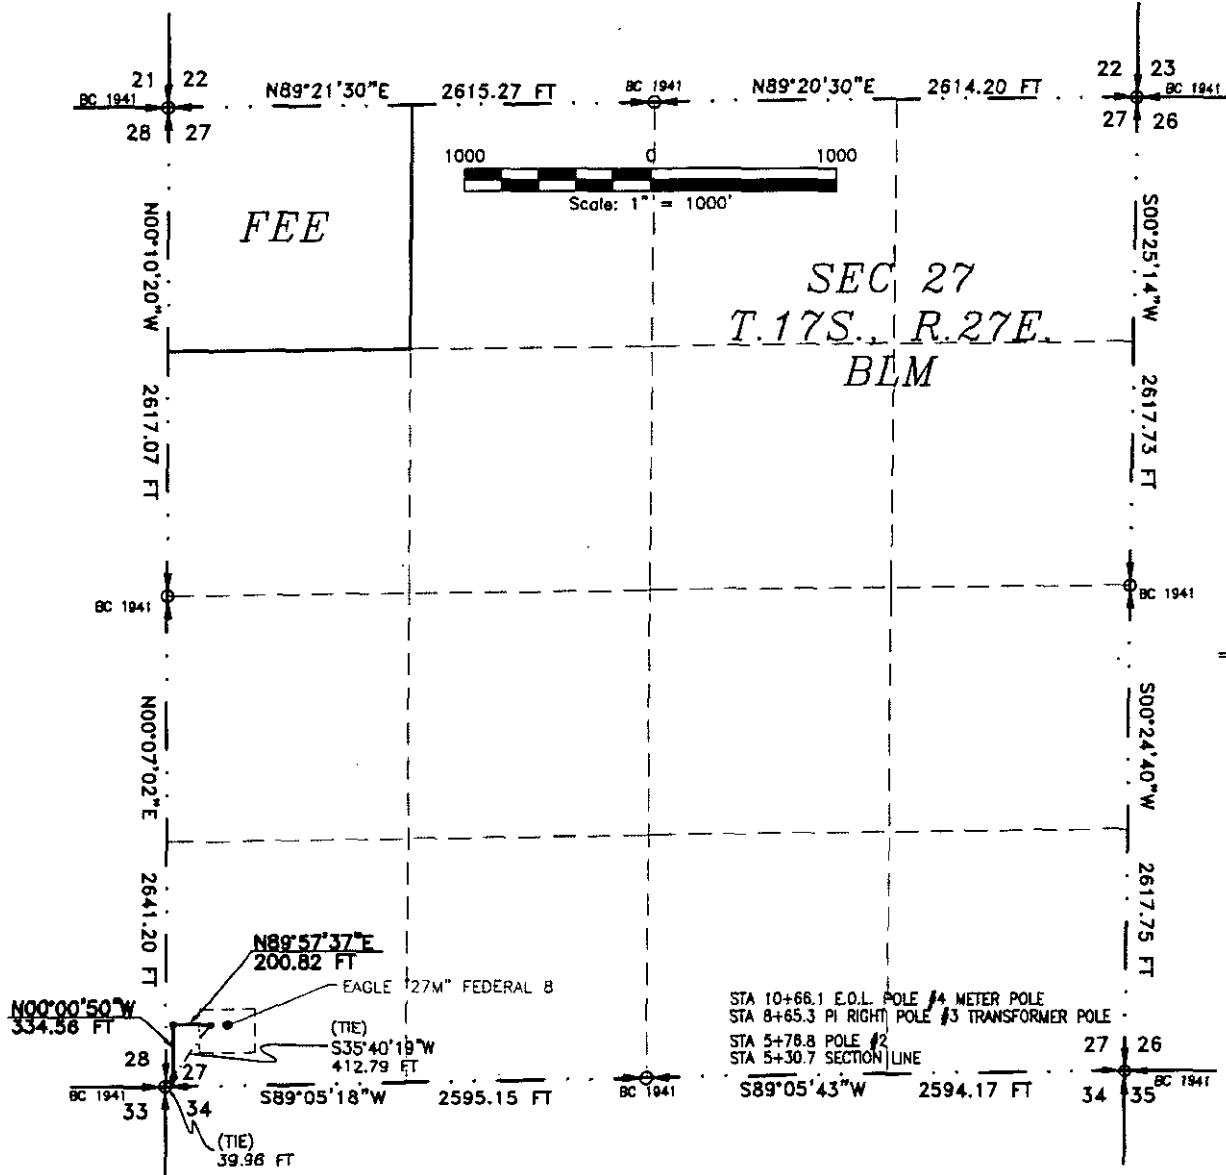 21 22
BC 1941
28 27
N89°21'30"E 2615.27 FT
BC 1941
N89°20'30"E 2614.20 FT
22 23
BC 1941
27 26
1000 0 1000
Scale: 1" = 1000'
FEE
SEC 27
T.17S., R.27E.
BLM
N00°10'20"W
2617.07 FT
S00°25'14"W
2617.73 FT
BC 1941
BC 1941
N00°07'02"E
2641.20 FT
S00°24'40"W
2617.75 FT
N89°57'37"E
200.82 FT
EAGLE "27M" FEDERAL 8
N00°00'50"W
334.56 FT
(TIE)
S35°40'19"W
412.79 FT
STA 10+66.1 E.O.L. POLE #4 METER POLE
STA 8+65.3 PI RIGHT POLE #3 TRANSFORMER POLE
STA 5+76.8 POLE #2
STA 5+30.7 SECTION LINE
28 27
BC 1941
33 34
S89°05'18"W 2595.15 FT
BC 1941
S89°05'43"W 2594.17 FT
27 26
BC 1941
34 35
(TIE)
39.96 FT